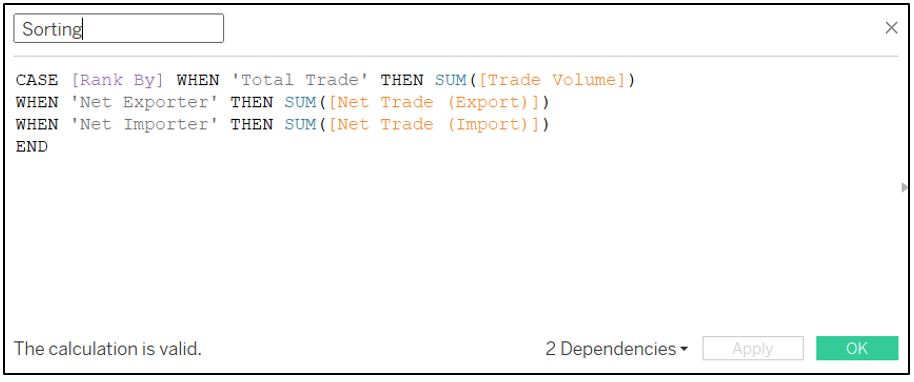 Sorting
CASE [Rank By] WHEN 'Total Trade' THEN SUM([Trade Volume])
WHEN 'Net Exporter' THEN SUM([Net Trade (Export)])
WHEN 'Net Importer' THEN SUM([Net Trade (Import)])
END
The calculation is valid.
2 Dependencies
Apply
OK